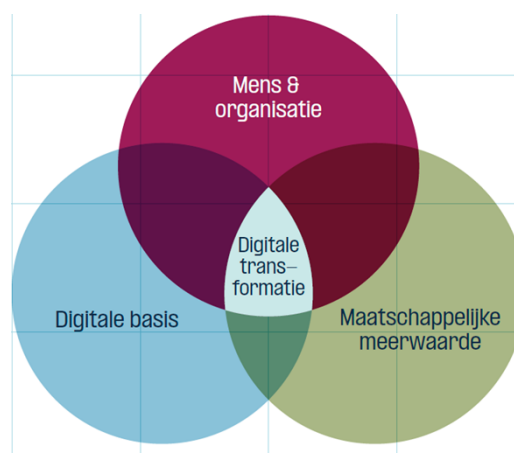 Mens &
organisatie
Digitale
trans–
formatie
Digitale basis
Maatschappelijke
meerwaarde